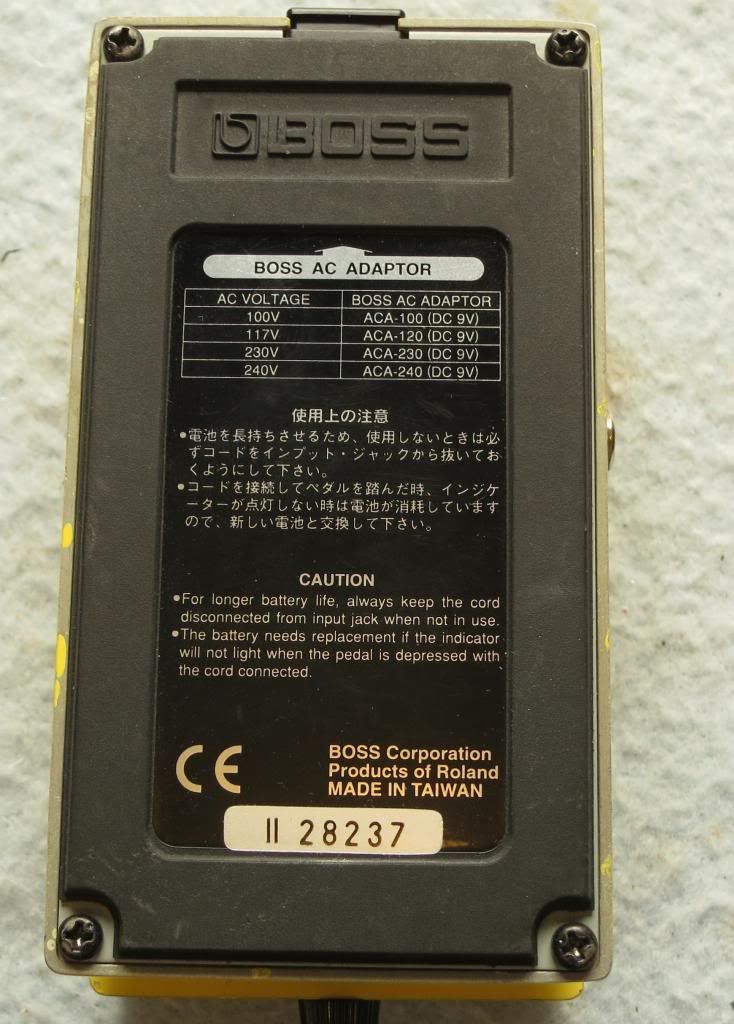 BOSS
BOSS AC ADAPTOR
AC VOLTAGE BOSS AC ADAPTOR
100V ACA-100 (DC 9V)
117V ACA-120 (DC 9V)
230V ACA-230 (DC 9V)
240V ACA-240 (DC 9V)
使用上の注意
•電池を長持ちさせるため、使用しないときは必
ずコードをインプット・ジャックから抜いてお
くようにして下さい。
•コードを接続してペダルを踏んだ時、インジケ
ーターが点灯しない時は電池が消耗しています
ので、新しい電池と交換して下さい。
CAUTION
•For longer battery life, always keep the cord
disconnected from input jack when not in use.
•The battery needs replacement if the indicator
will not light when the pedal is depressed with
the cord connected.
CE
BOSS Corporation
Products of Roland
MADE IN TAIWAN
II 28237